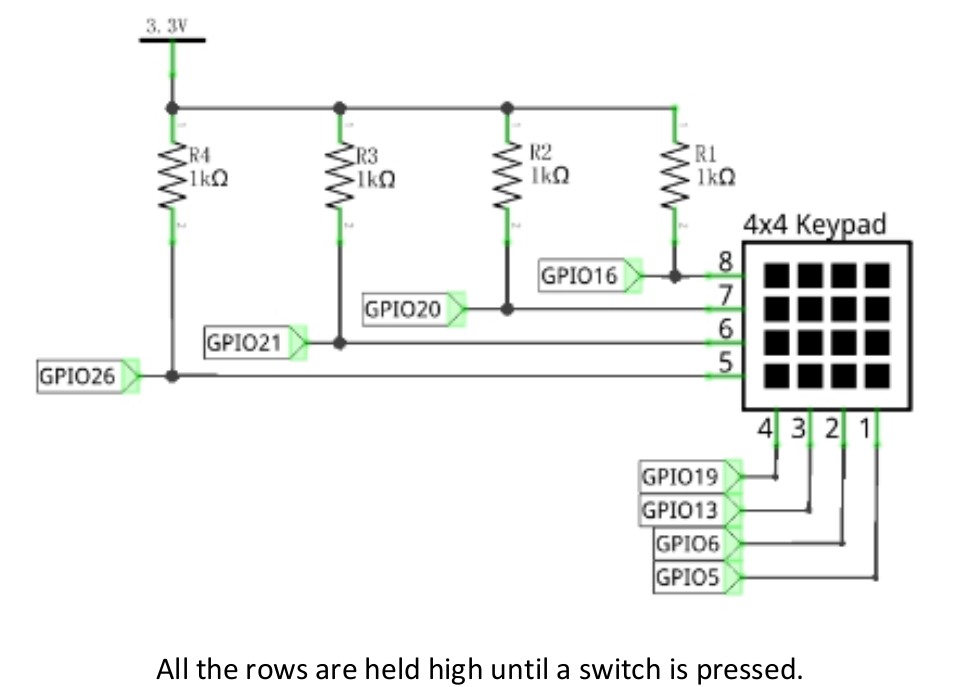 3.3V
R4
1kΩ
R3
1kΩ
R2
1kΩ
R1
1kΩ
4x4 Keypad
GPIO16
8
GPIO20
7
GPIO21
6
GPIO26
5
4 3 2 1
GPIO19
GPIO13
GPIO6
GPIO5
All the rows are held high until a switch is pressed.